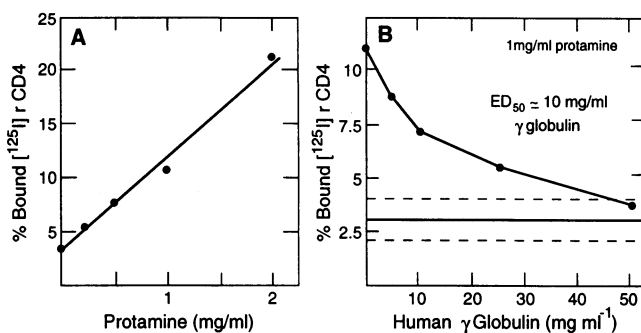 A
25
20
15
10
5
% Bound [¹²⁵I] r CD4
1
2
Protamine (mg/ml)
B
1mg/ml protamine
ED₅₀ ≃ 10 mg/ml
γ globulin
10
7.5
5
2.5
% Bound [¹²⁵I] r CD4
0
10
20
30
40
50
Human γ Globulin (mg ml⁻¹)